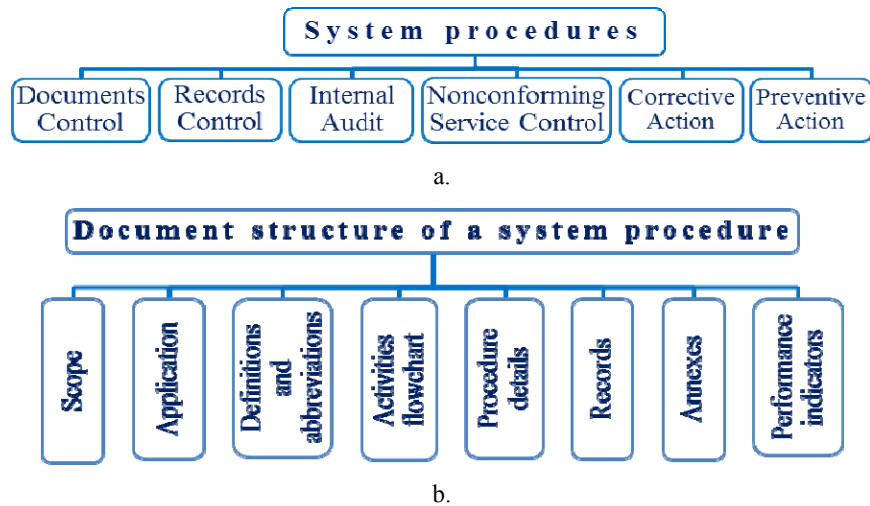 System procedures
Documents
Control
Records
Control
Internal
Audit
Nonconforming
Service Control
Corrective
Action
Preventive
Action
a.
Document structure of a system procedure
Scope
Application
Definitions
and
abbreviations
Activities
flowchart
Procedure
details
Records
Annexes
Performance
indicators
b.